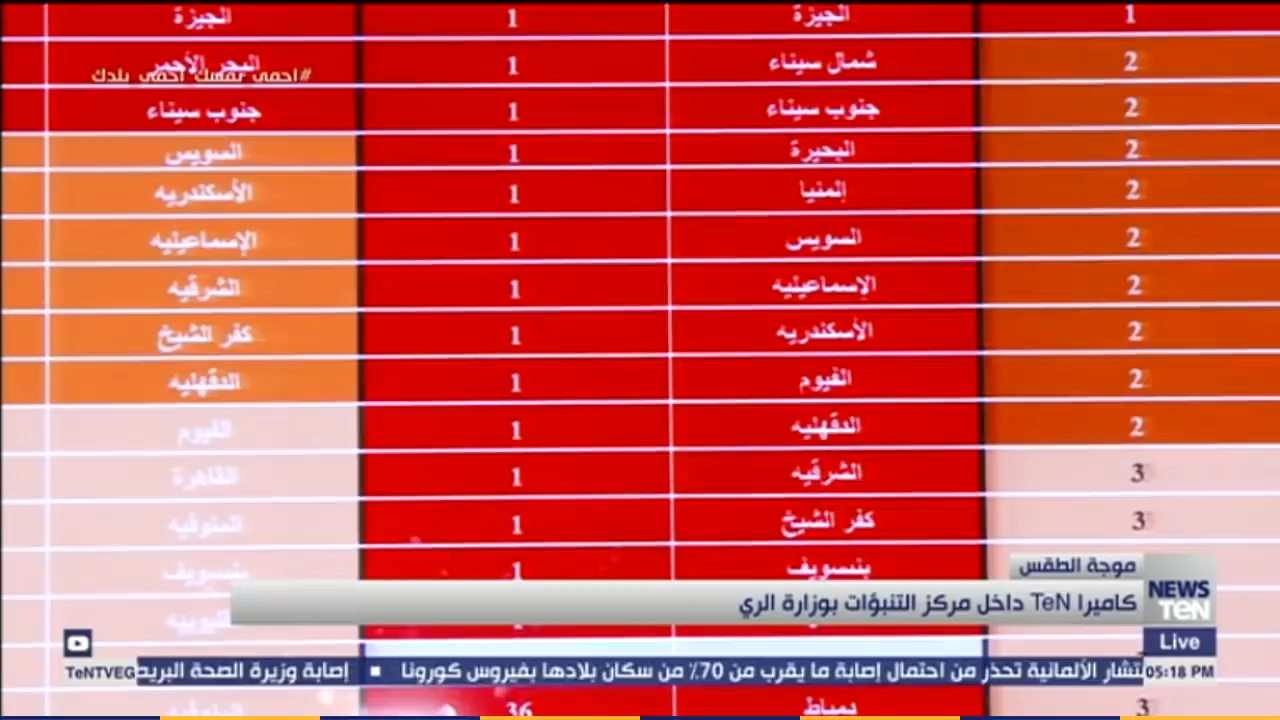 1 الجيزة 1 الجيزة
2 شمال سيناء 1 البحر الأحمر
#احمي نفسك احمي بلدك
2 جنوب سيناء 1 جنوب سيناء
2 البحيرة 1 السويس
2 المنيا 1 الأسكندريه
2 السويس 1 الإسماعيليه
2 الإسماعيليه 1 الشرقيه
2 الأسكندريه 1 كفر الشيخ
2 الفيوم 1 الدقهليه
2 الدقهليه 1 الفيوم
3 الشرقيه 1 القاهرة
3 كفر الشيخ 1 المنوفيه
بنسويف 1 بنسويف
موجة الطقس
NEWS TeN
كاميرا TeN داخل مركز التنبؤات بوزارة الري
Live
05:18 PM
تشار الألمانية تحذر من احتمال إصابة ما يقرب من 70٪ من سكان بلادها بفيروس كورونا ■ إصابة وزيرة الصحة البريد
TeNTVEG
3 دمياط 36